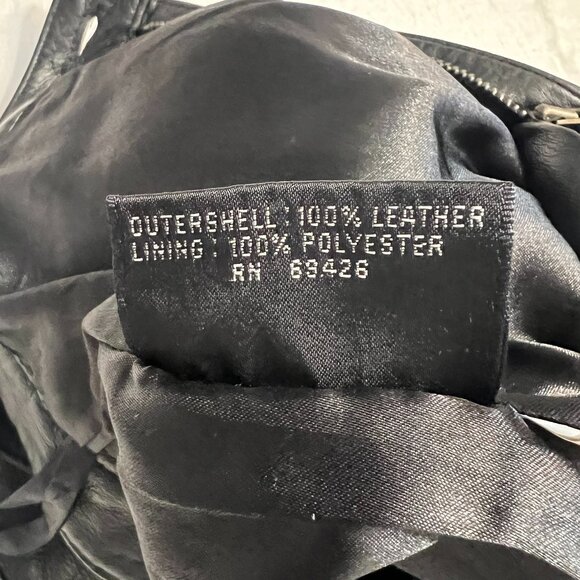 OUTERSHELL : 100% LEATHER
LINING : 100% POLYESTER
RN 69426